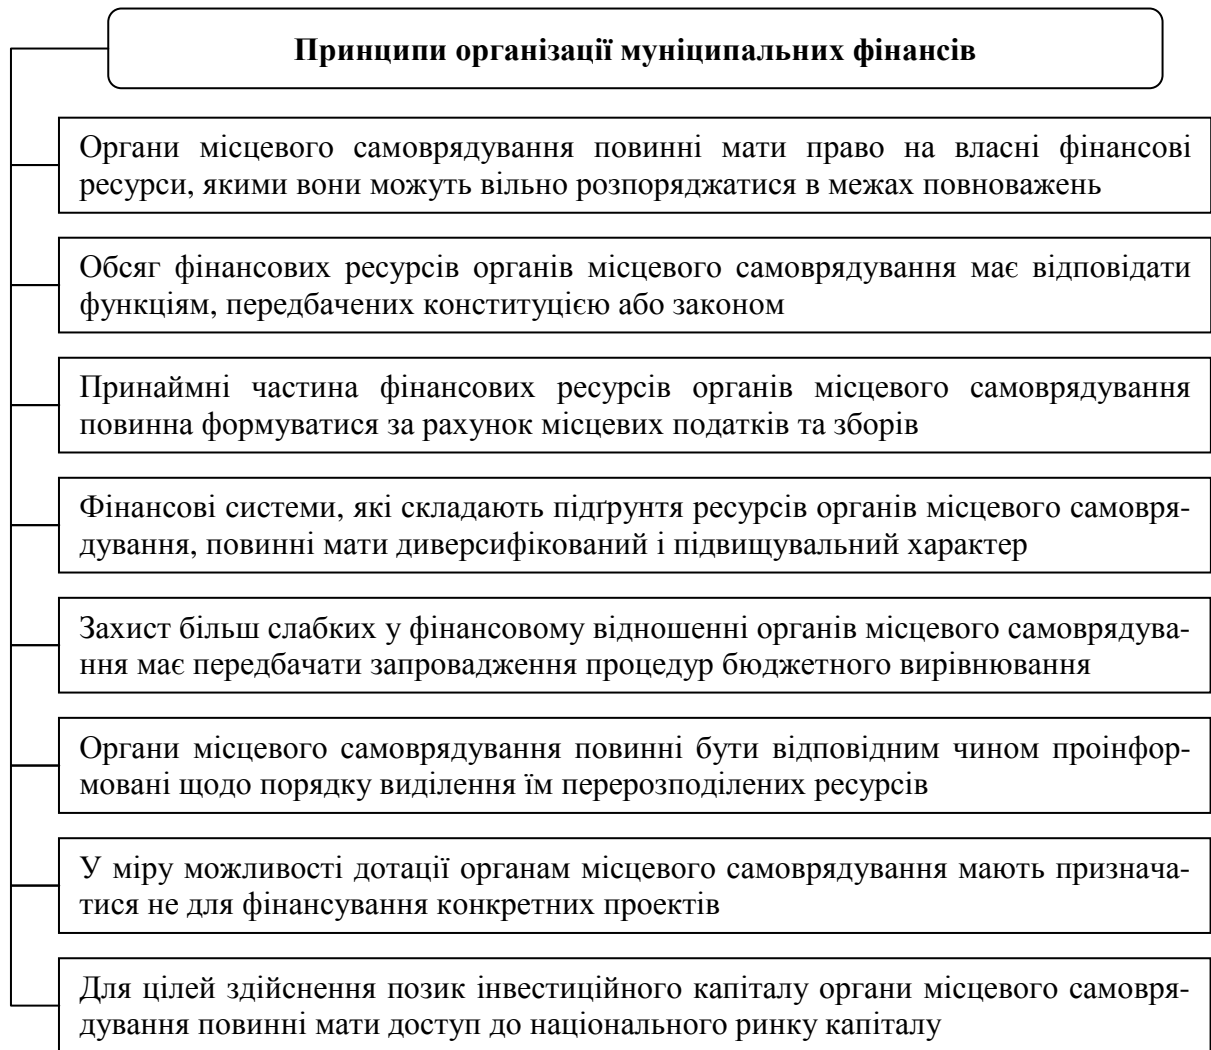 Принципи організації муніципальних фінансів
Органи місцевого самоврядування повинні мати право на власні фінансові
ресурси, якими вони можуть вільно розпоряджатися в межах повноважень
Обсяг фінансових ресурсів органів місцевого самоврядування має відповідати
функціям, передбачених конституцією або законом
Принаймні частина фінансових ресурсів органів місцевого самоврядування
повинна формуватися за рахунок місцевих податків та зборів
Фінансові системи, які складають підґрунтя ресурсів органів місцевого самовря-
дування, повинні мати диверсифікований і підвищувальний характер
Захист більш слабких у фінансовому відношенні органів місцевого самоврядува-
ння має передбачати запровадження процедур бюджетного вирівнювання
Органи місцевого самоврядування повинні бути відповідним чином проінфор-
мовані щодо порядку виділення їм перерозподілених ресурсів
У міру можливості дотації органам місцевого самоврядування мають признача-
тися не для фінансування конкретних проектів
Для цілей здійснення позик інвестиційного капіталу органи місцевого самовря-
дування повинні мати доступ до національного ринку капіталу